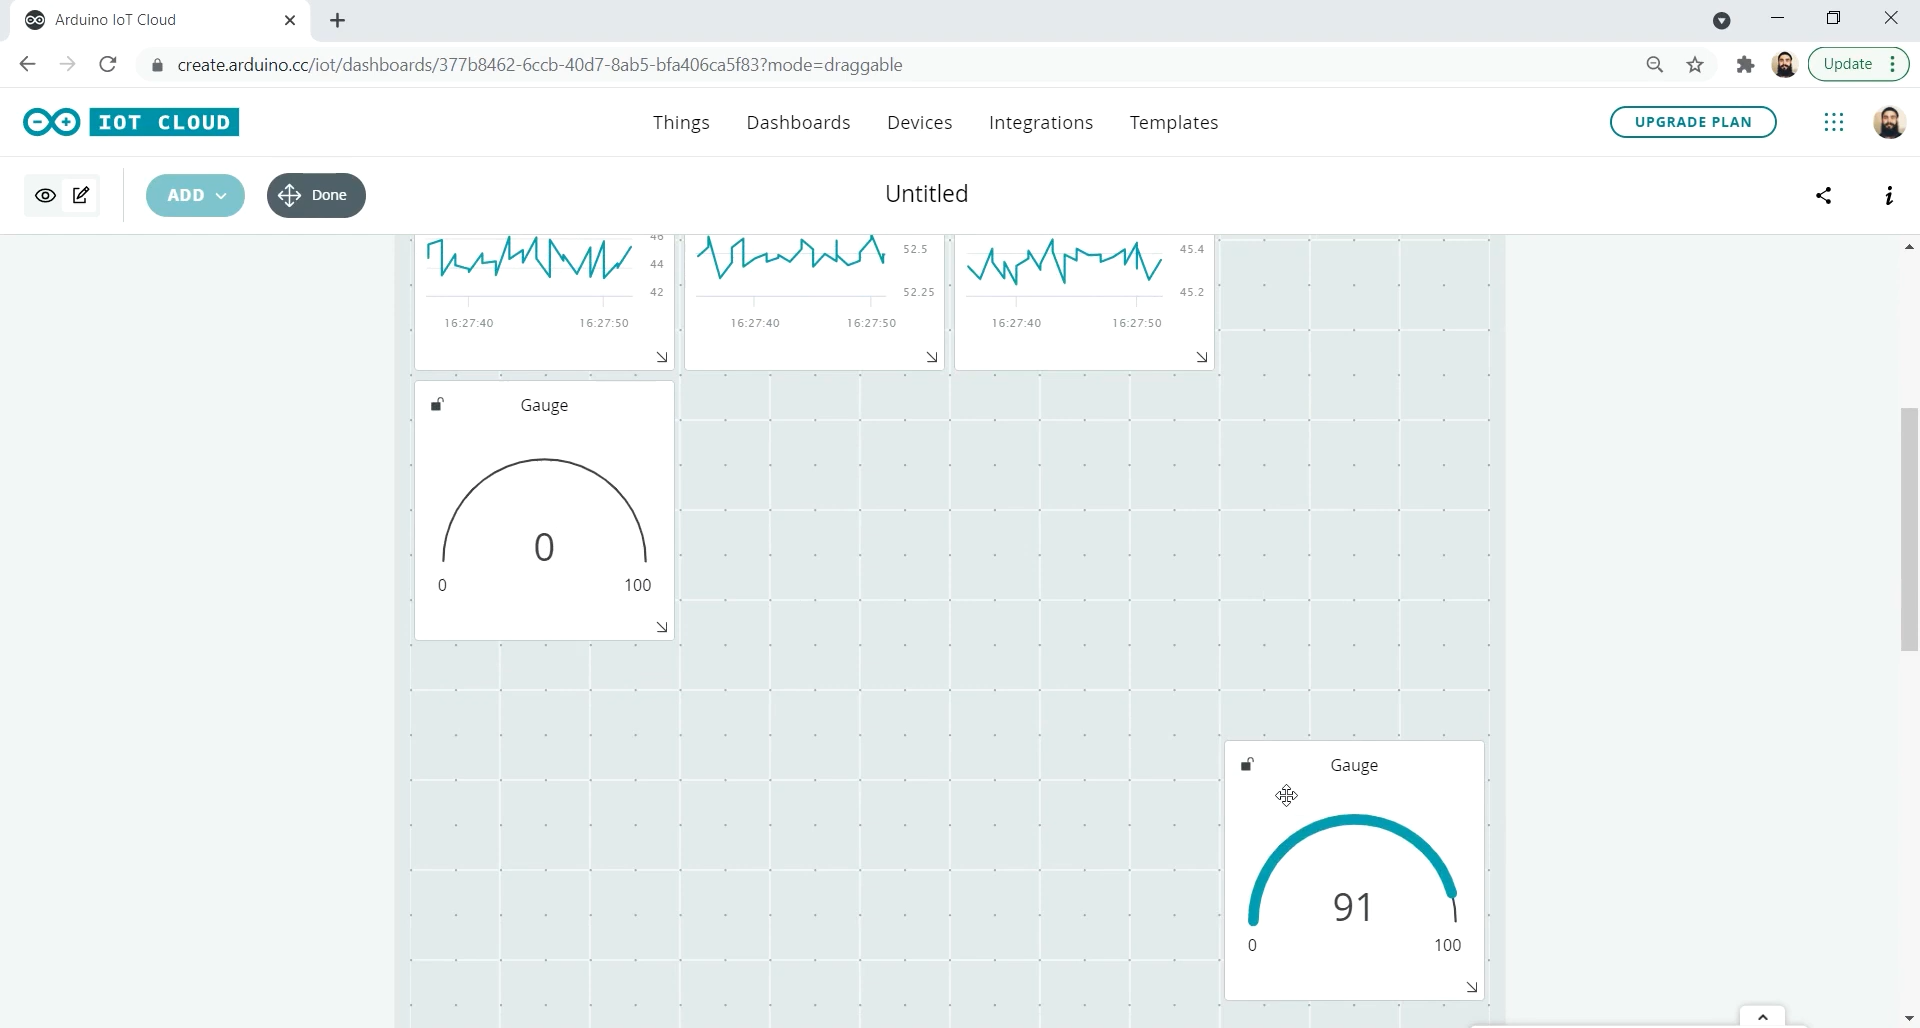 Arduino IoT Cloud
create.arduino.cc/iot/dashboards/377b8462-6ccb-40d7-8ab5-bfa406ca5f83?mode=draggable
Update
IOT CLOUD
Things Dashboards Devices Integrations Templates
UPGRADE PLAN
ADD Done
Untitled
i
46 52.5 45.4
44
42 52.25 45.2
16:27:40 16:27:50 16:27:40 16:27:50 16:27:40 16:27:50
Gauge
0
0 100
Gauge
91
0 100